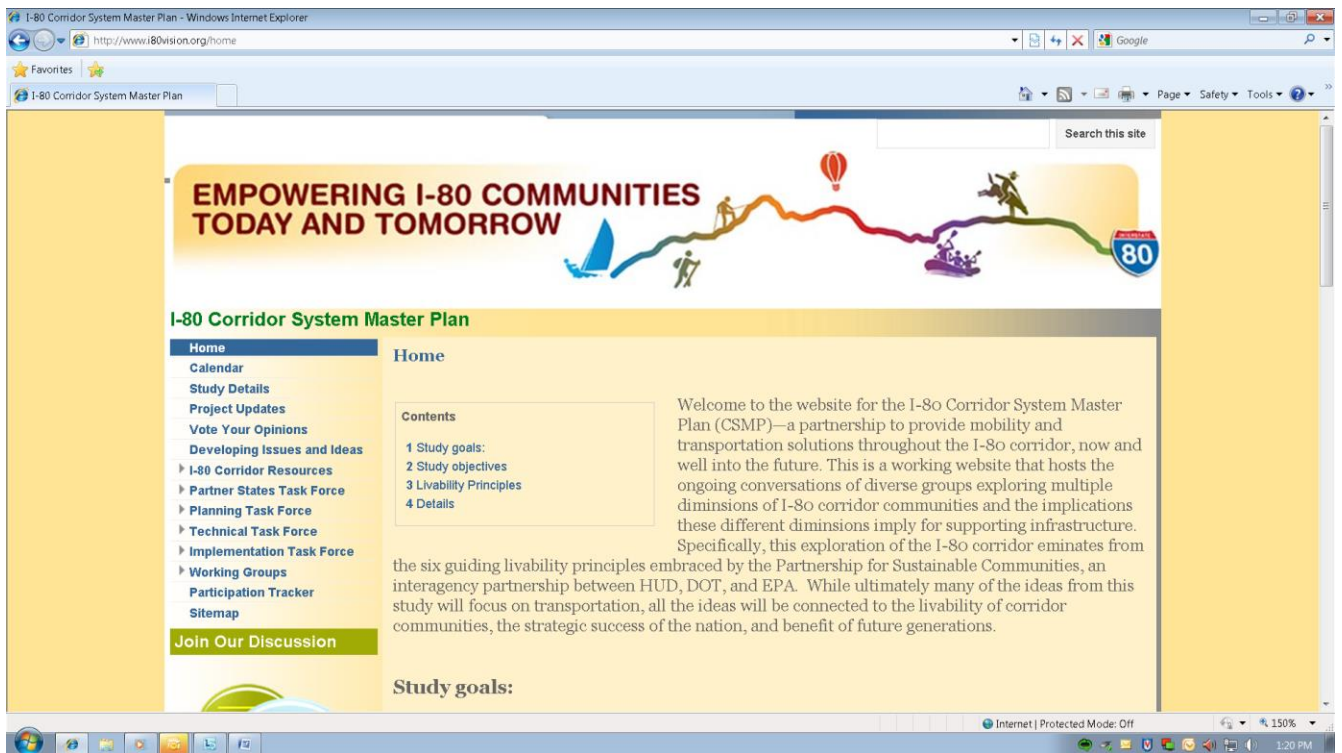 I-80 Corridor System Master Plan - Windows Internet Explorer
http://www.i80vision.org/home
Google
Favorites
I-80 Corridor System Master Plan
Page Safety Tools
Search this site
EMPOWERING I-80 COMMUNITIES
TODAY AND TOMORROW
INTERSTATE
80
I-80 Corridor System Master Plan
Home
Calendar
Study Details
Project Updates
Vote Your Opinions
Developing Issues and Ideas
I-80 Corridor Resources
Partner States Task Force
Planning Task Force
Technical Task Force
Implementation Task Force
Working Groups
Participation Tracker
Sitemap
Join Our Discussion
Home
Contents
1 Study goals:
2 Study objectives
3 Livability Principles
4 Details
Welcome to the website for the I-80 Corridor System Master
Plan (CSMP)—a partnership to provide mobility and
transportation solutions throughout the I-80 corridor, now and
well into the future. This is a working website that hosts the
ongoing conversations of diverse groups exploring multiple
diminsions of I-80 corridor communities and the implications
these different diminsions imply for supporting infrastructure.
Specifically, this exploration of the I-80 corridor eminates from
the six guiding livability principles embraced by the Partnership for Sustainable Communities, an
interagency partnership between HUD, DOT, and EPA. While ultimately many of the ideas from this
study will focus on transportation, all the ideas will be connected to the livability of corridor
communities, the strategic success of the nation, and benefit of future generations.
Study goals:
Internet | Protected Mode: Off
150%
1:20 PM